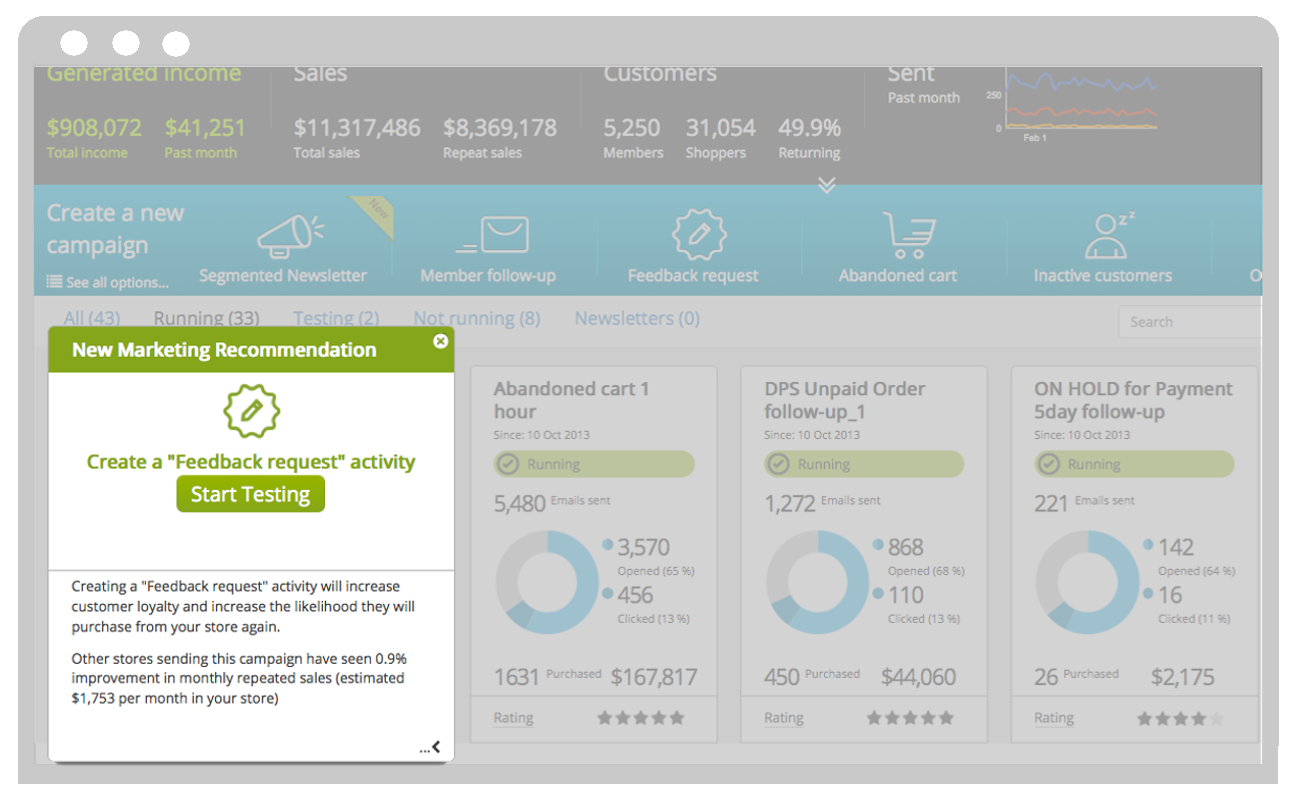 Generated income
Sales
Customers
Sent
Past month
250
0
Feb 1
$908,072
$41,251
$11,317,486
$8,369,178
5,250
31,054
49.9%
Total income
Past month
Total sales
Repeat sales
Members
Shoppers
Returning
Create a new
campaign
See all options...
New
Segmented Newsletter
Member follow-up
Feedback request
Abandoned cart
zz
Inactive customers
O
All (43)
Running (33)
Testing (2)
Not running (8)
Newsletters (0)
Search
New Marketing Recommendation
Create a "Feedback request" activity
Start Testing
Creating a "Feedback request" activity will increase
customer loyalty and increase the likelihood they will
purchase from your store again.
Other stores sending this campaign have seen 0.9%
improvement in monthly repeated sales (estimated
$1,753 per month in your store)
...
Abandoned cart 1
hour
Since: 10 Oct 2013
Running
5,480 Emails sent
3,570
Opened (65 %)
456
Clicked (13 %)
1631 Purchased $167,817
Rating
DPS Unpaid Order
follow-up_1
Since: 10 Oct 2013
Running
1,272 Emails sent
868
Opened (68 %)
110
Clicked (13 %)
450 Purchased $44,060
Rating
ON HOLD for Payment
5day follow-up
Since: 10 Oct 2013
Running
221 Emails sent
142
Opened (64 %)
16
Clicked (11 %)
26 Purchased $2,175
Rating